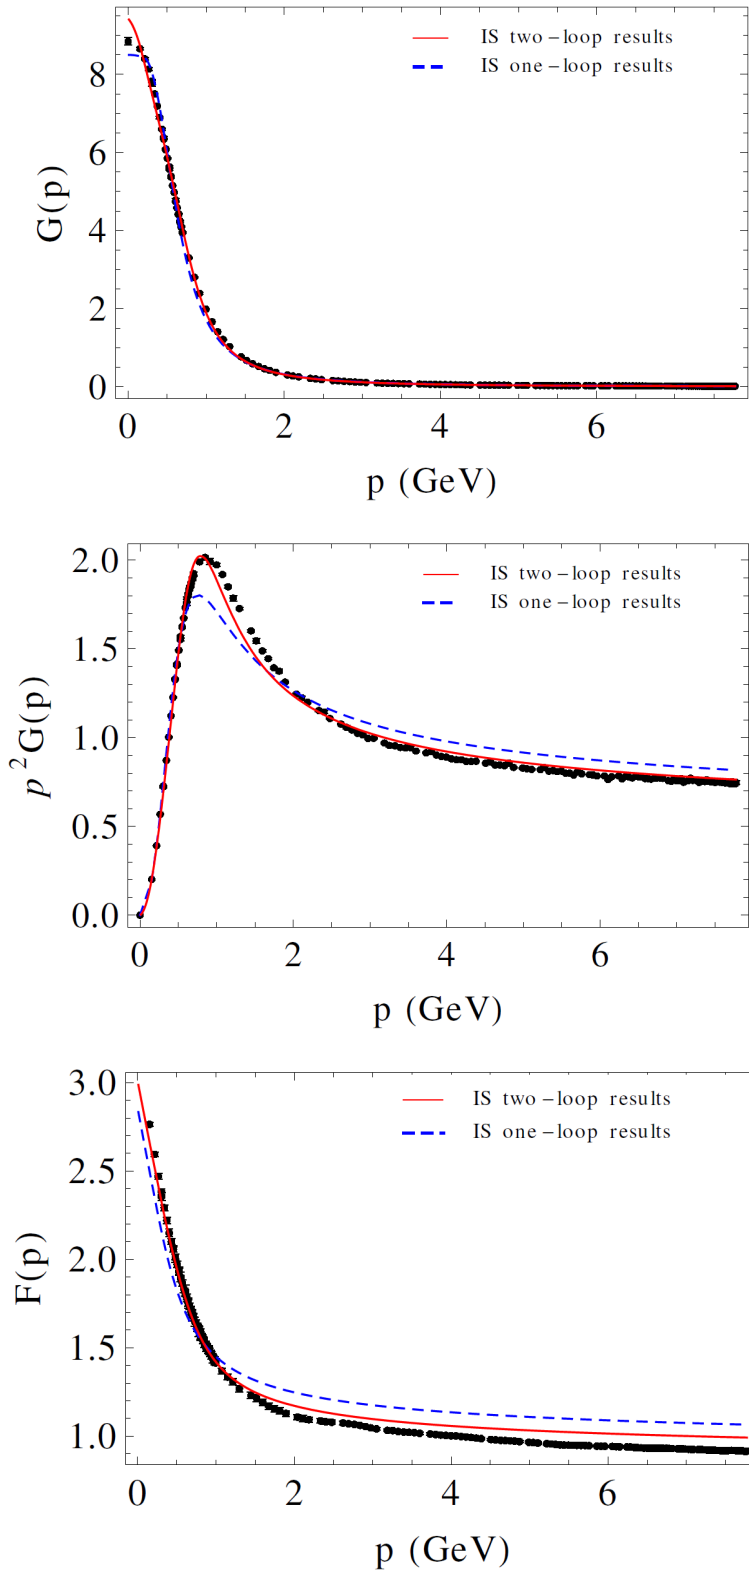 IS two-loop results
IS one-loop results
8
6
4
2
0
G(p)
0 2 4 6
p (GeV)
IS two-loop results
IS one-loop results
2.0
1.5
1.0
0.5
0.0
p²G(p)
0 2 4 6
p (GeV)
IS two-loop results
IS one-loop results
3.0
2.5
2.0
1.5
1.0
F(p)
0 2 4 6
p (GeV)